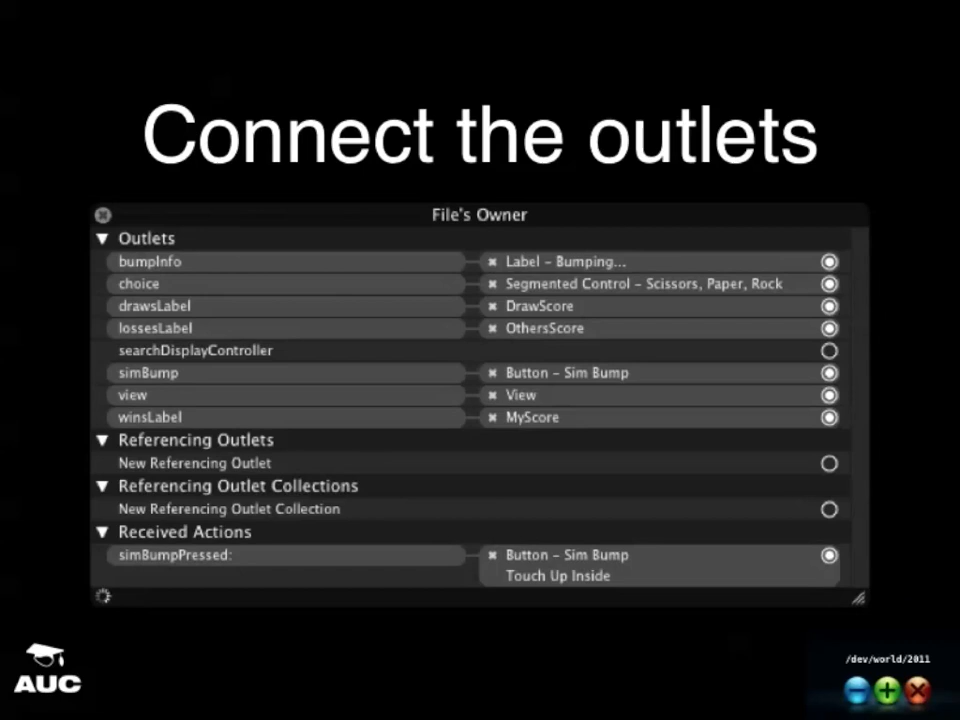 Connect the outlets
File's Owner
Outlets
bumpInfo Label – Bumping...
choice Segmented Control – Scissors, Paper, Rock
drawsLabel DrawScore
lossesLabel OthersScore
searchDisplayController
simBump Button – Sim Bump
view View
winsLabel MyScore
Referencing Outlets
New Referencing Outlet
Referencing Outlet Collections
New Referencing Outlet Collection
Received Actions
simBumpPressed: Button – Sim Bump
Touch Up Inside
/dev/world/2011
AUC